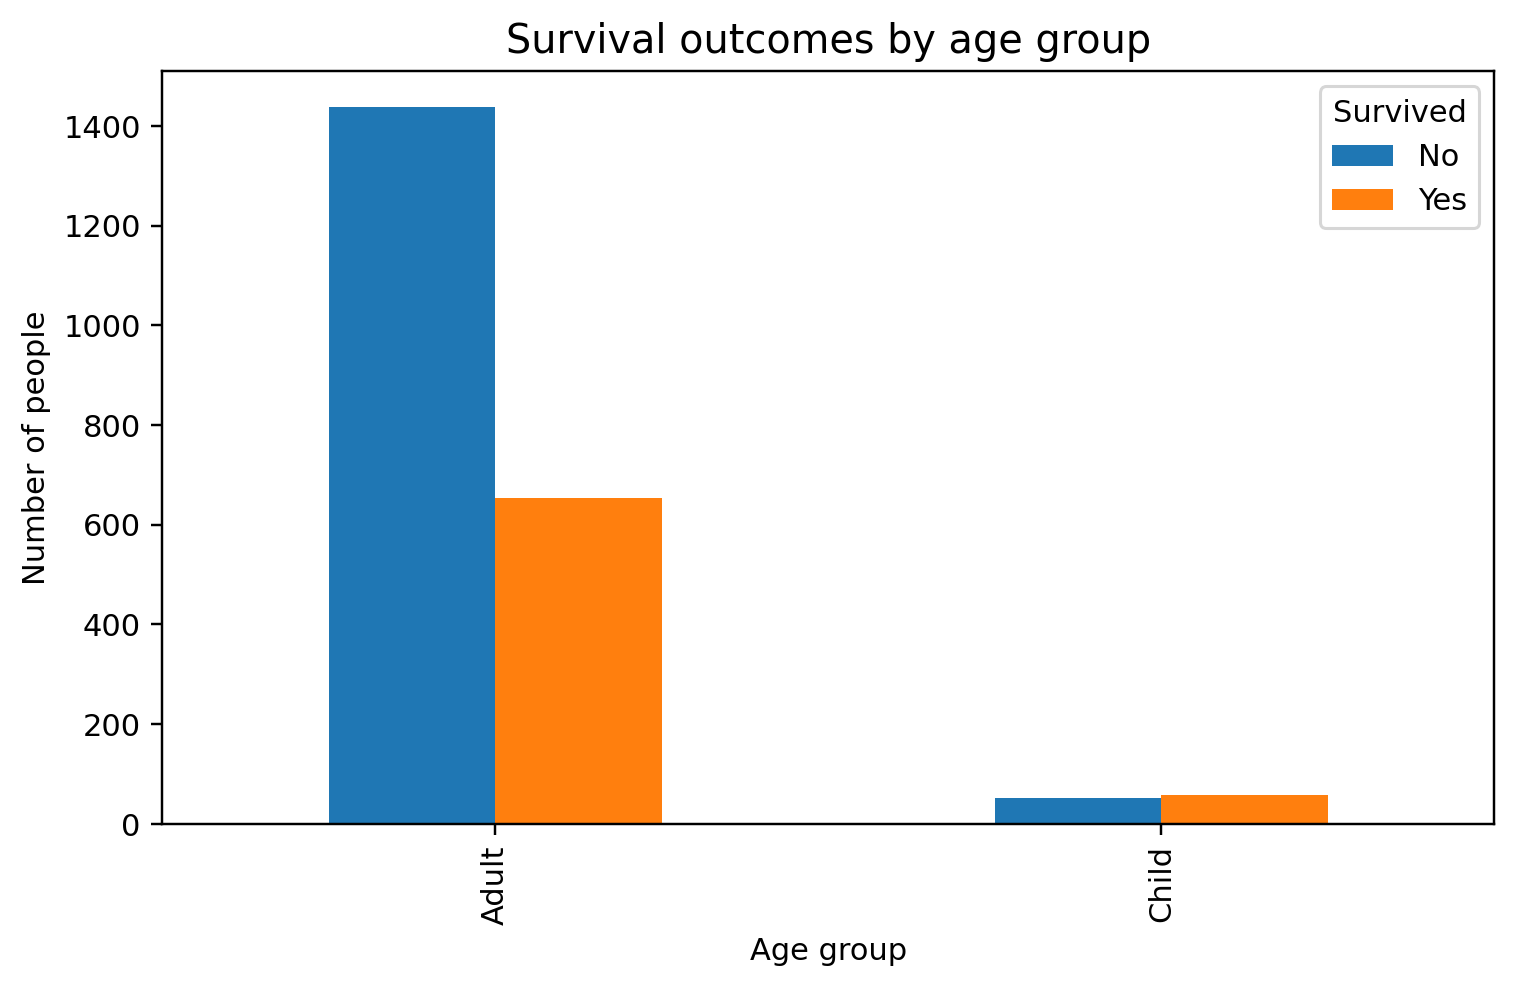 Survival outcomes by age group
Survived
No
Yes
1400
1200
1000
800
600
400
200
0
Number of people
Adult
Child
Age group